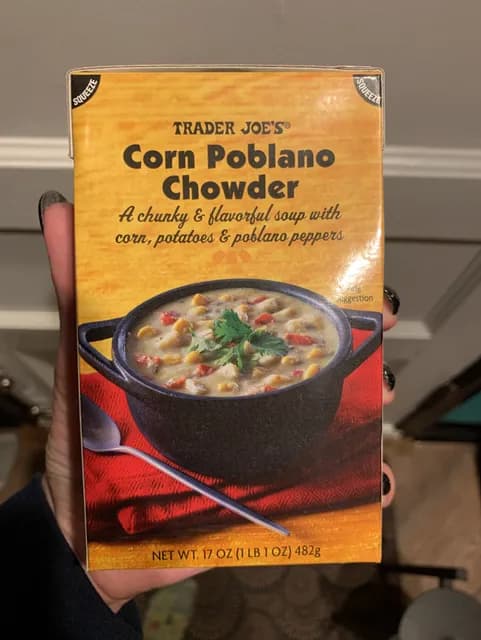 SQUEEZE
SQUEEZE
TRADER JOE'S®
Corn Poblano
Chowder
A chunky & flavorful soup with
corn, potatoes & poblano peppers
NET WT. 17 OZ (1 LB 1 OZ) 482g